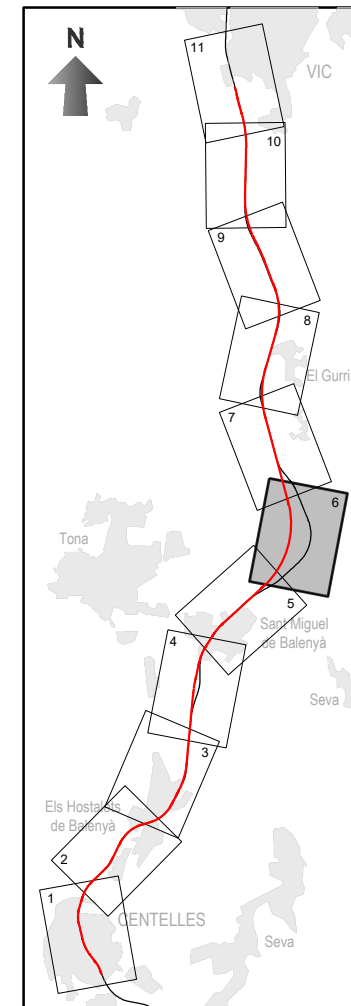 N
11
VIC
10
9
8
El Gurri
7
6
Tona
5
Sant Miguel
de Balenyà
4
Seva
3
Els Hostalets
de Balenyà
2
1
CENTELLES
Seva